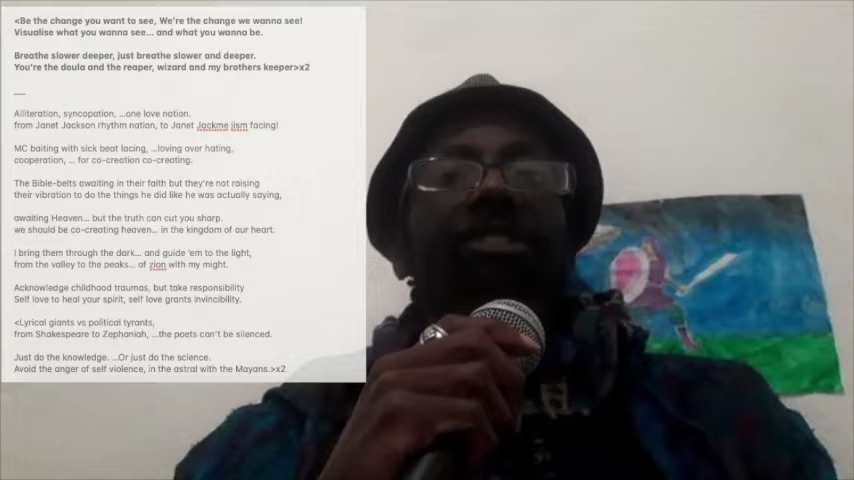 <Be the change you want to see, We're the change we wanna see!
Visualise what you wanna see... and what you wanna be.
Breathe slower deeper, just breathe slower and deeper.
You're the doula and the reaper, wizard and my brothers keeper>x2
Alliteration, syncopation, ...one love nation.
from Janet Jackson rhythm nation, to Janet Jackme iism facing!
MC baiting with sick beat lacing, ...loving over hating,
cooperation, ... for co-creation co-creating.
The Bible-belts awaiting in their faith but they're not raising
their vibration to do the things he did like he was actually saying,
awaiting Heaven... but the truth can cut you sharp.
we should be co-creating heaven... in the kingdom of our heart.
I bring them through the dark... and guide 'em to the light,
from the valley to the peaks... of zion with my might.
Acknowledge childhood traumas, but take responsibility
Self love to heal your spirit, self love grants invincibility.
<Lyrical giants vs political tyrants,
from Shakespeare to Zephaniah, ...the poets can't be silenced.
Just do the knowledge. ...Or just do the science.
Avoid the anger of self violence, in the astral with the Mayans.>x2